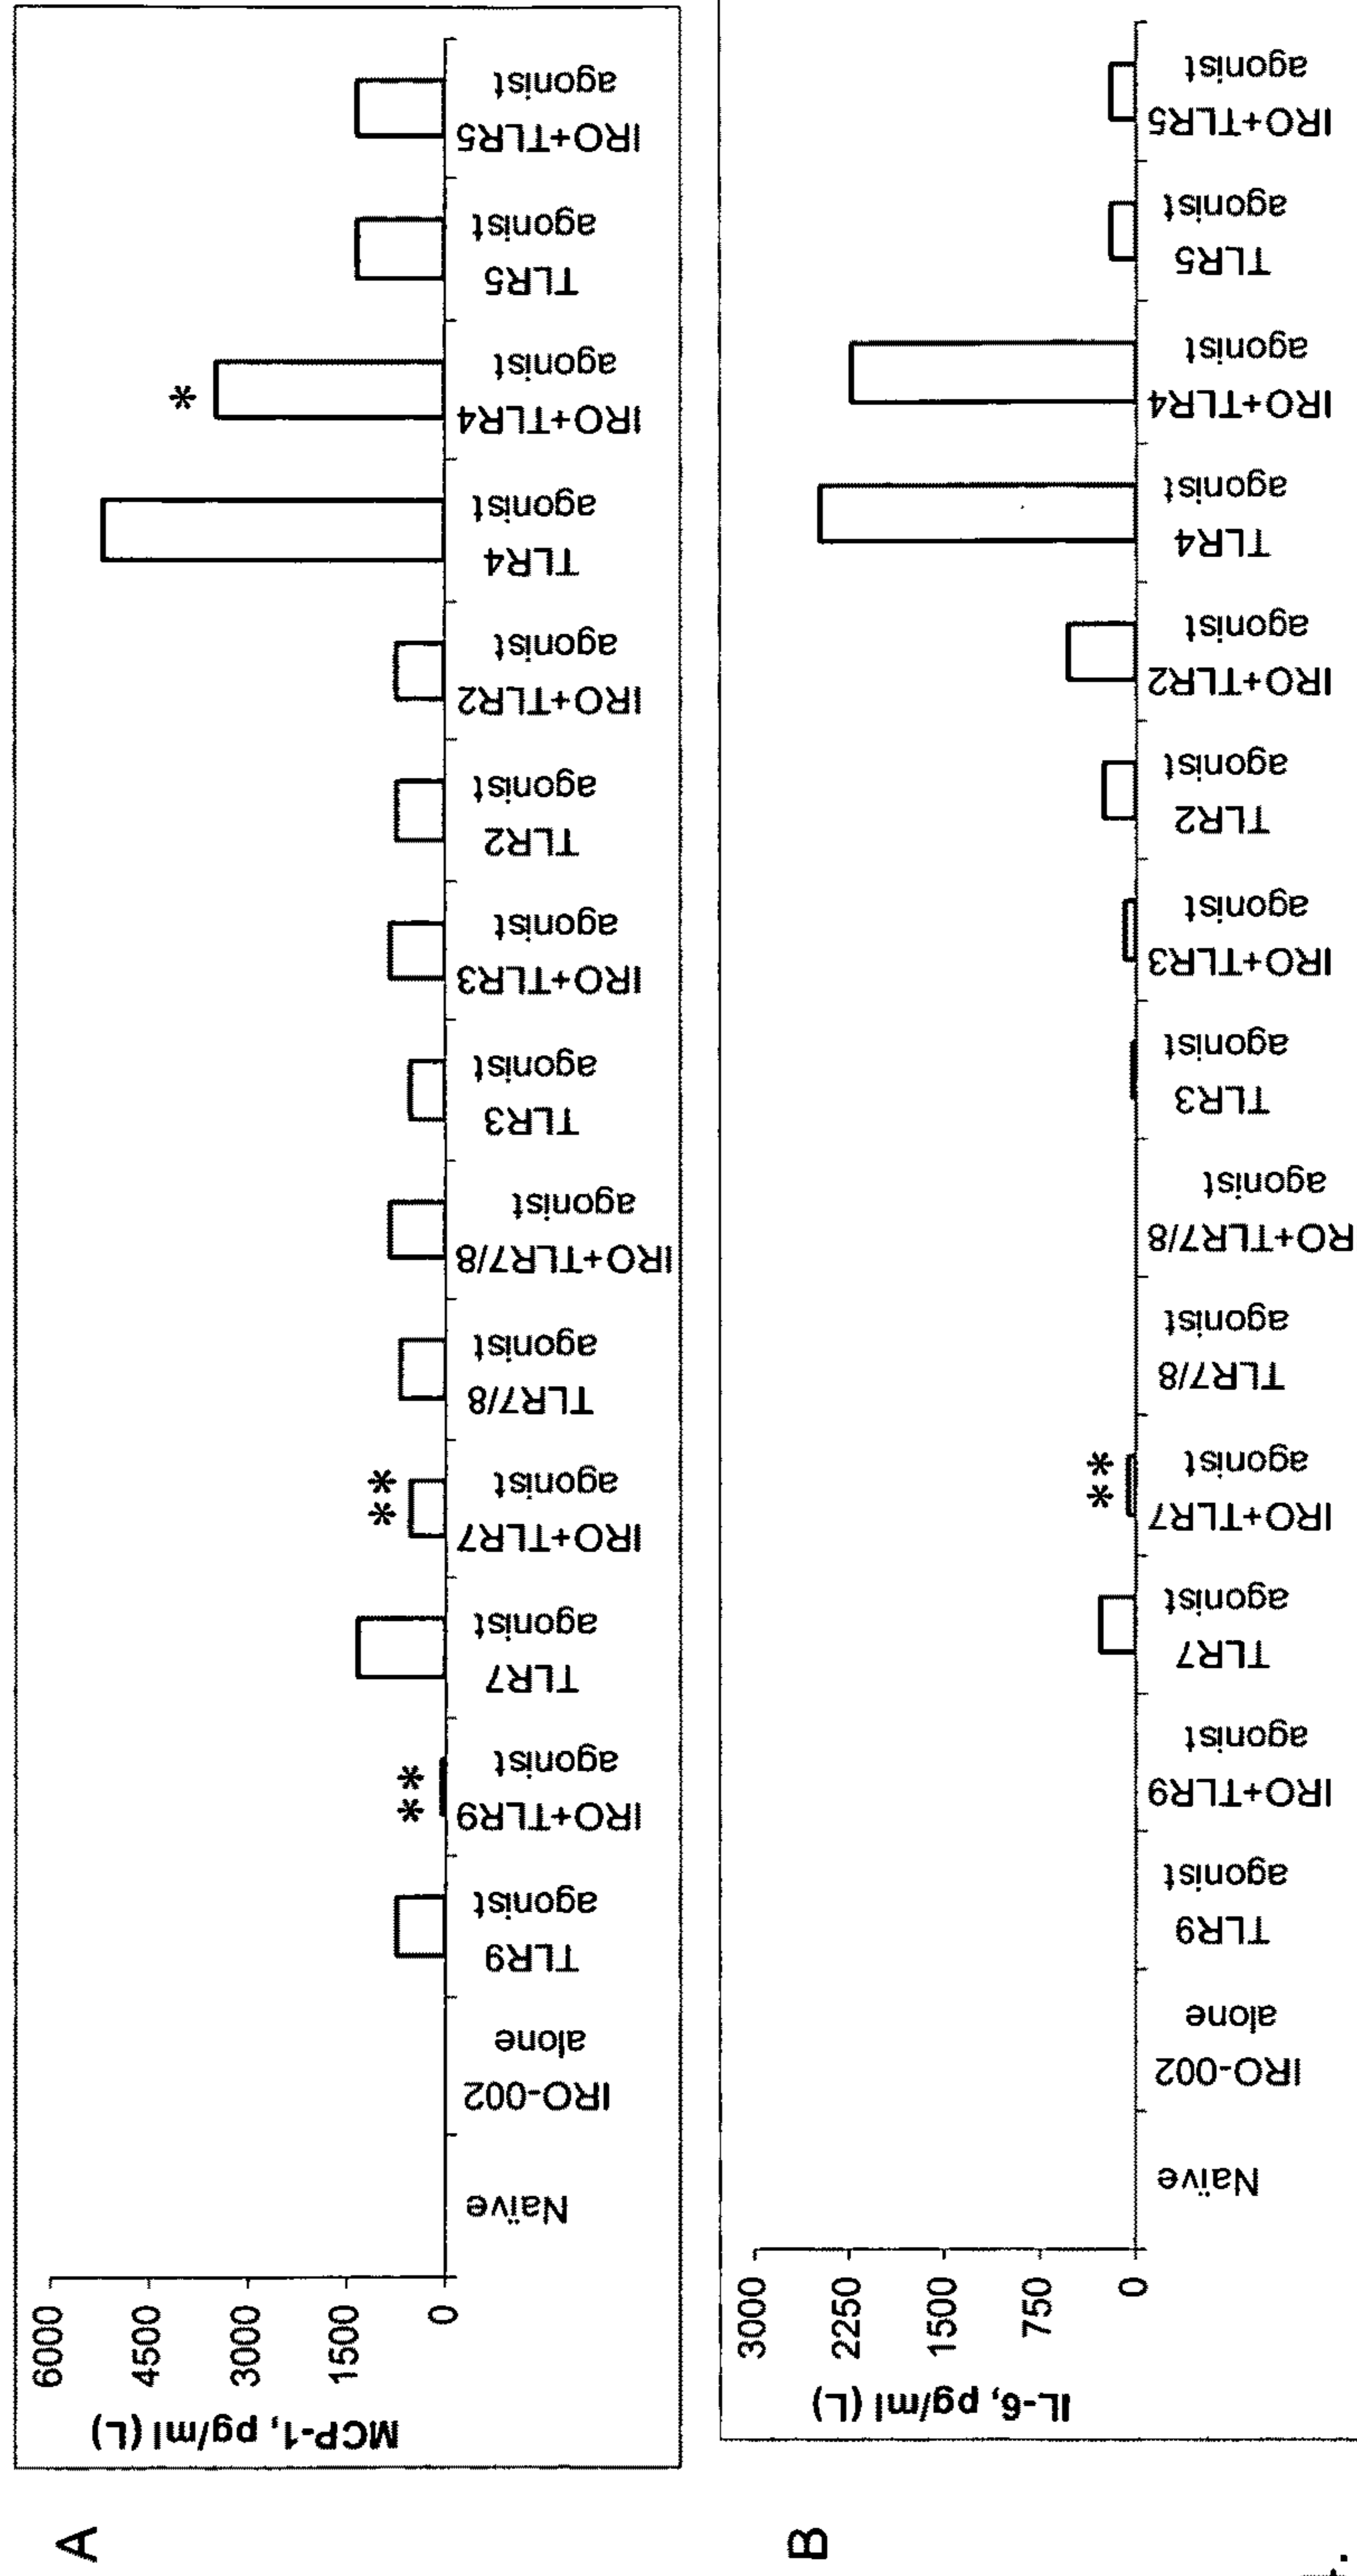 A
MCP-1, pg/ml (L)
6000
4500
3000
1500
0
Naïve
IRO-002
alone
TLR9
agonist
**
IRO+TLR9
agonist
TLR7
agonist
**
IRO+TLR7
agonist
TLR7/8
agonist
IRO+TLR7/8
agonist
TLR3
agonist
IRO+TLR3
agonist
TLR2
agonist
IRO+TLR2
agonist
TLR4
agonist
*
IRO+TLR4
agonist
TLR5
agonist
IRO+TLR5
agonist
B
IL-6, pg/ml (L)
3000
2250
1500
750
0
Naïve
IRO-002
alone
TLR9
agonist
IRO+TLR9
agonist
TLR7
agonist
**
IRO+TLR7
agonist
TLR7/8
agonist
RO+TLR7/8
agonist
TLR3
agonist
IRO+TLR3
agonist
TLR2
agonist
IRO+TLR2
agonist
TLR4
agonist
IRO+TLR4
agonist
TLR5
agonist
IRO+TLR5
agonist